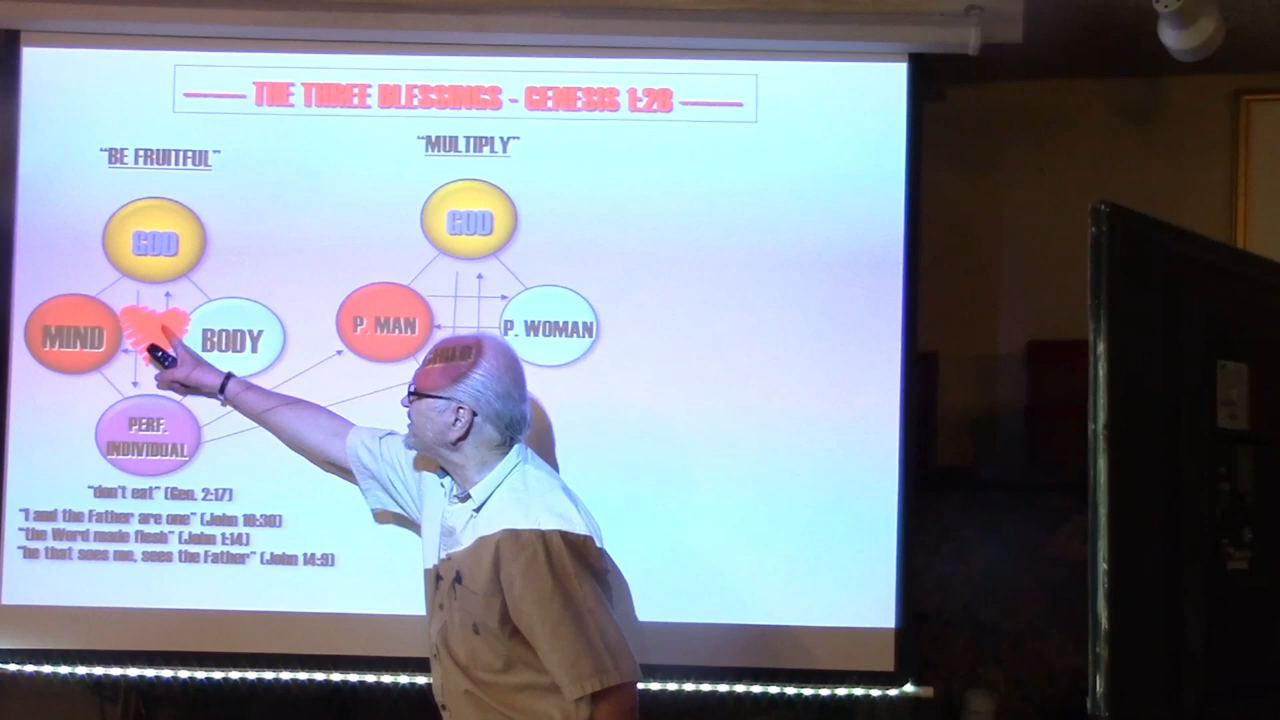 THE THREE BLESSINGS - GENESIS 1:28
"BE FRUITFUL"
"MULTIPLY"
GOD
GOD
MIND
BODY
P. MAN
P. WOMAN
CHILD
PERF.
INDIVIDUAL
"don't eat" (Gen. 2:17)
"I and the Father are one" (John 10:30)
"the Word made flesh" (John 1:14)
"he that sees me, sees the Father" (John 14:9)